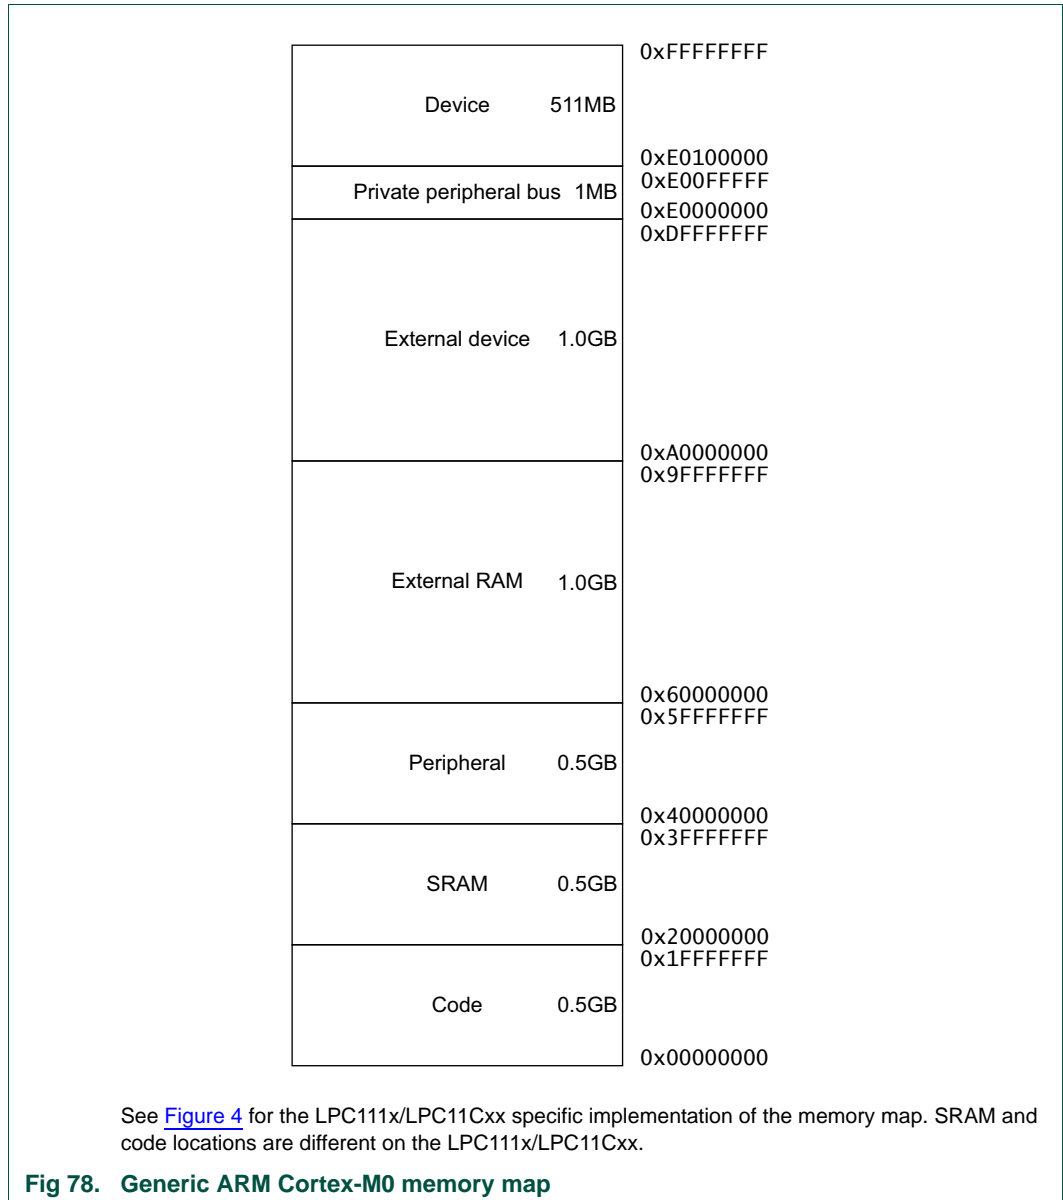 0xFFFFFFFF
Device 511MB
0xE0100000
0xE00FFFFF
Private peripheral bus 1MB
0xE0000000
0xDFFFFFFF
External device 1.0GB
0xA0000000
0x9FFFFFFF
External RAM 1.0GB
0x60000000
0x5FFFFFFF
Peripheral 0.5GB
0x40000000
0x3FFFFFFF
SRAM 0.5GB
0x20000000
0x1FFFFFFF
Code 0.5GB
0x00000000
See Figure 4 for the LPC111x/LPC11Cxx specific implementation of the memory map. SRAM and
code locations are different on the LPC111x/LPC11Cxx.
Fig 78. Generic ARM Cortex-M0 memory map